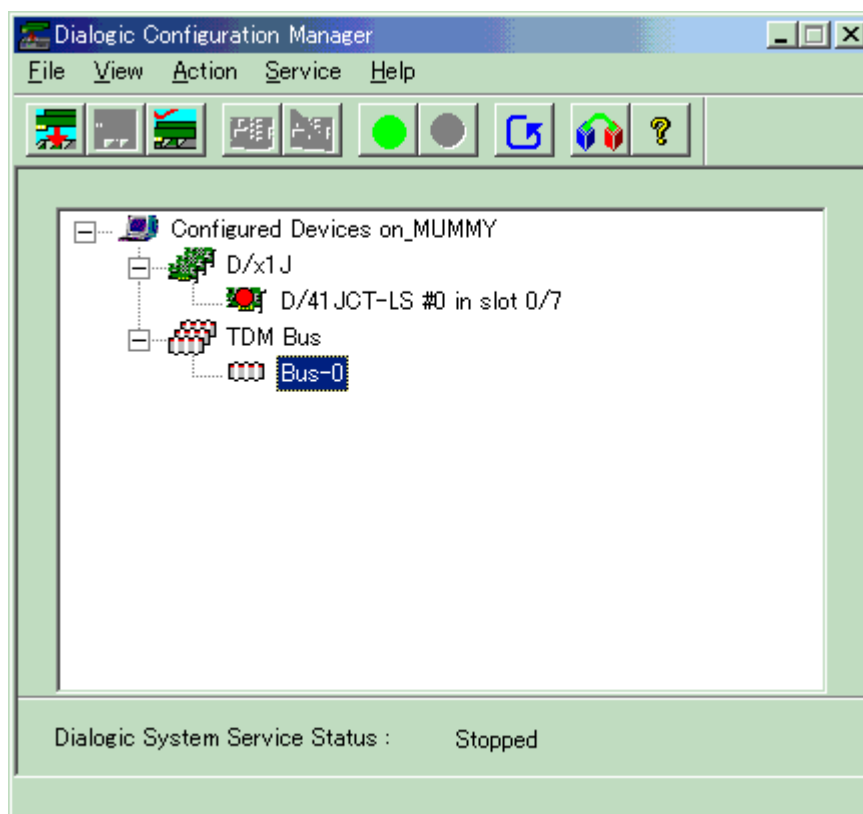 Dialogic Configuration Manager
File View Action Service Help
Configured Devices on_MUMMY
D/x1J
D/41JCT-LS #0 in slot 0/7
TDM Bus
Bus-0
Dialogic System Service Status : Stopped